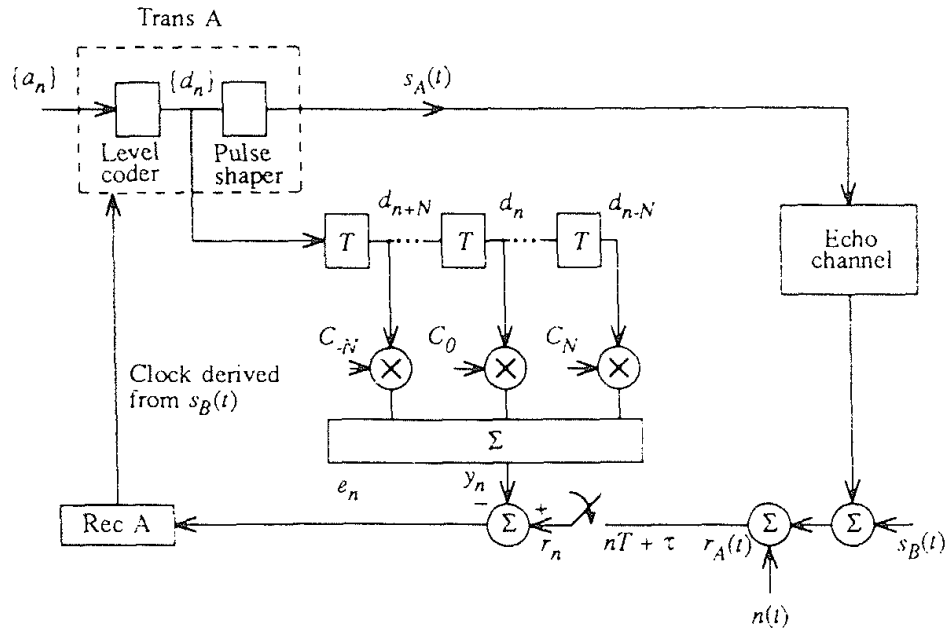 Trans A
{a_n}
{d_n}
s_A(t)
Level
coder
Pulse
shaper
d_{n+N}
d_n
d_{n-N}
T
T
T
Echo
channel
C_{-N}
C_0
C_N
Clock derived
from s_B(t)
Σ
e_n
y_n
−
+
Rec A
Σ
r_n
nT + τ
r_A(t)
Σ
Σ
s_B(t)
n(t)